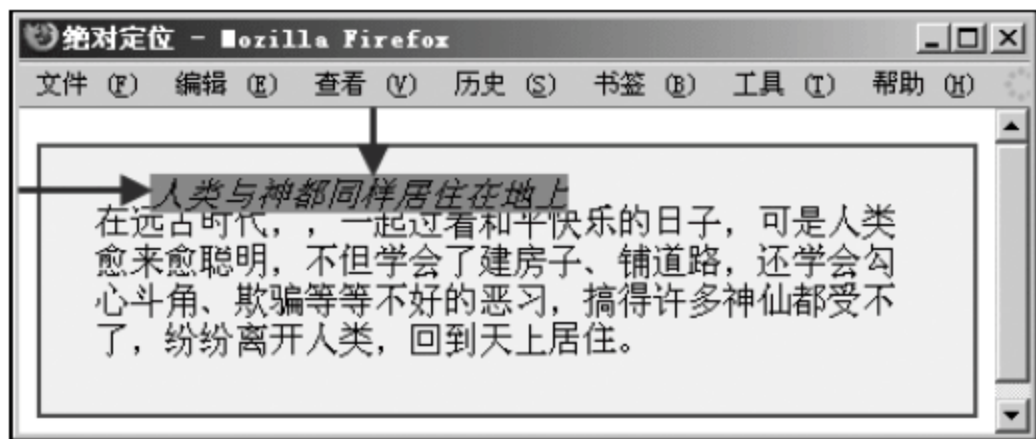 绝对定位 - Mozilla Firefox
文件 (F) 编辑 (E) 查看 (V) 历史 (S) 书签 (B) 工具 (T) 帮助 (H)
人类与神都同样居住在地上
在远古时代，，一起过着和平快乐的日子，可是人类
愈来愈聪明，不但学会了建房子、铺道路，还学会勾
心斗角、欺骗等等不好的恶习，搞得许多神仙都受不
了，纷纷离开人类，回到天上居住。